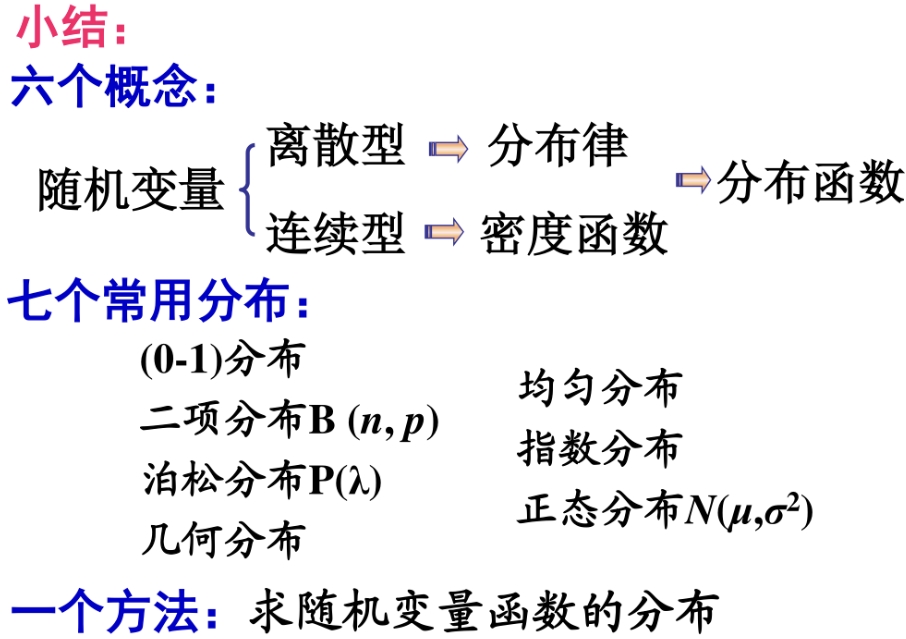 小结：
六个概念：
随机变量
离散型 分布律
连续型 密度函数
分布函数
七个常用分布：
(0-1)分布
二项分布B (n, p)
泊松分布P(λ)
几何分布
均匀分布
指数分布
正态分布N(μ,σ²)
一个方法：求随机变量函数的分布